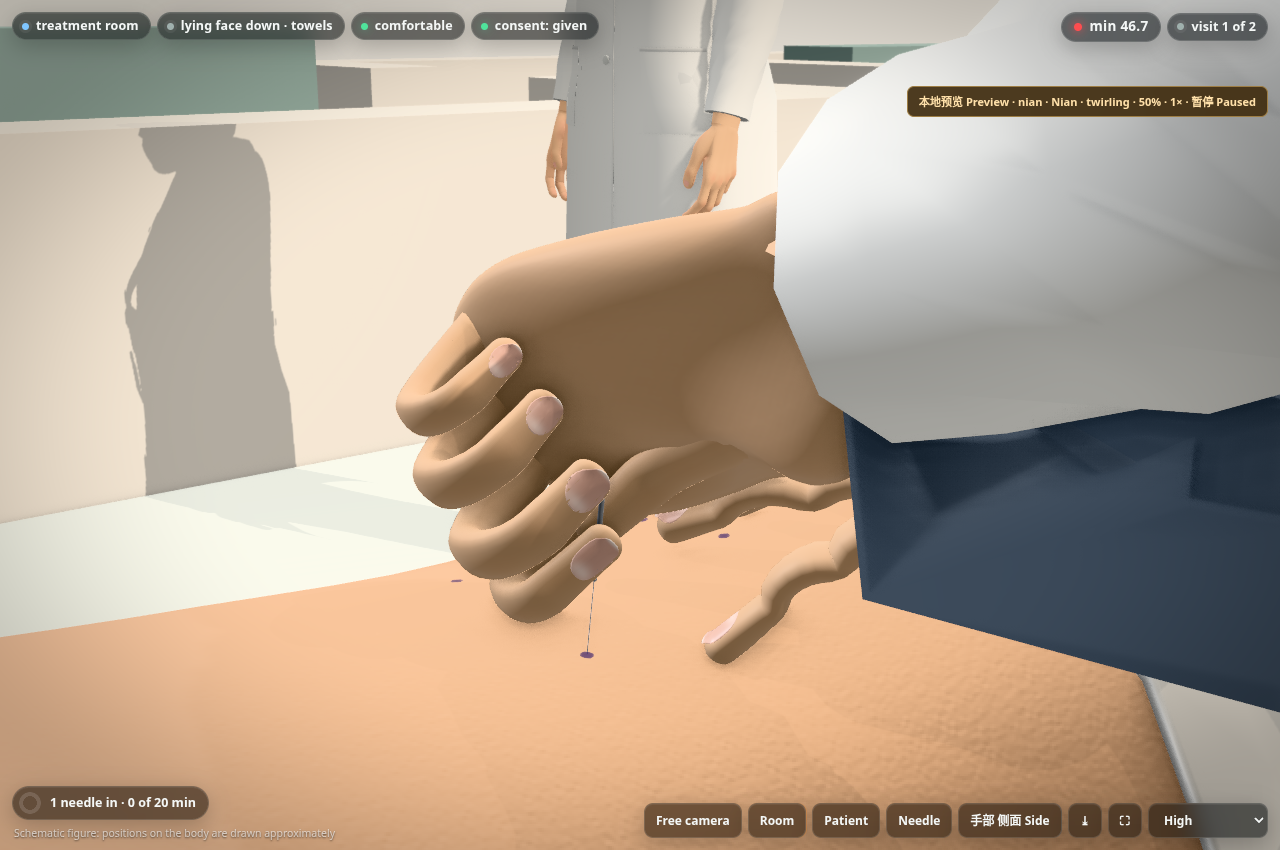 treatment room
lying face down · towels
comfortable
consent: given
min 46.7
visit 1 of 2
本地预览 Preview · nian · Nian · twirling · 50% · 1× · 暂停 Paused
1 needle in · 0 of 20 min
Schematic figure: positions on the body are drawn approximately
Free camera
Room
Patient
Needle
手部 侧面 Side
High